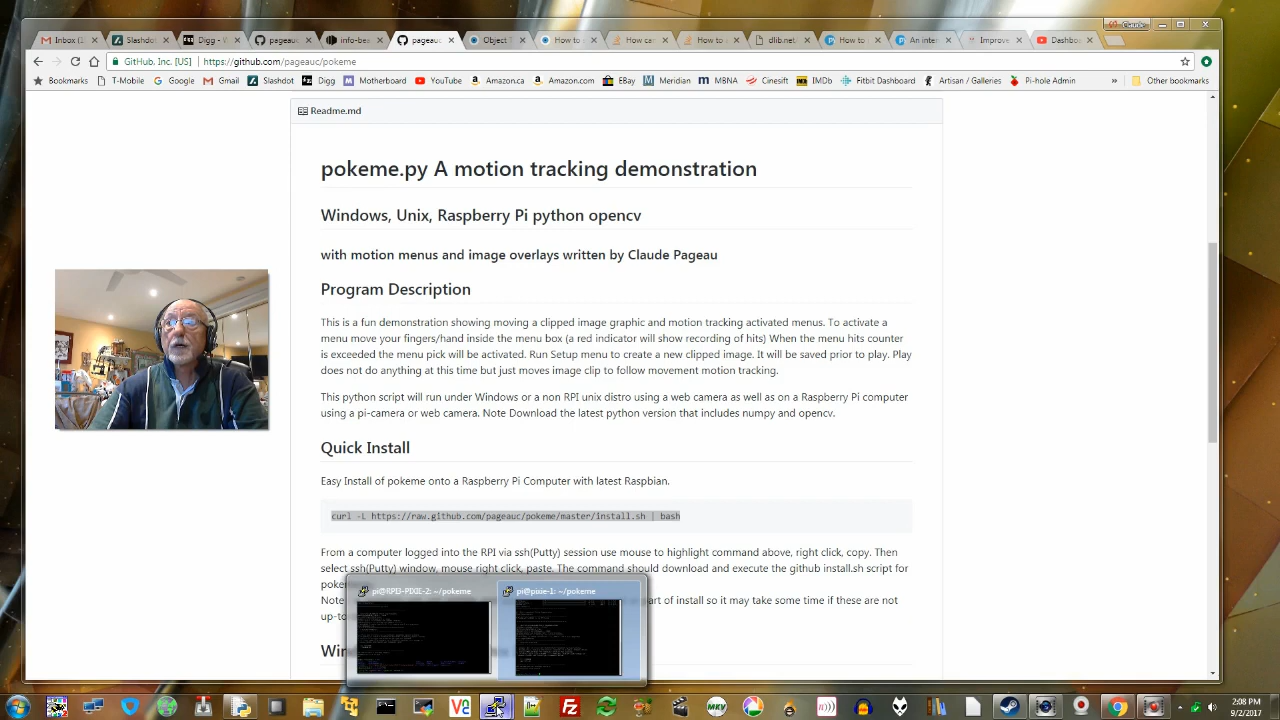 Claude
Inbox (1
Slashdot
Digg - V
pageauc
info-bea
pageauc
Object T
How to s
How ca
How to
dlib.net
How to
An inte
Improve
Dashbo
GitHub, Inc. [US]
https://github.com/pageauc/pokeme
Bookmarks
T-Mobile
Google
Gmail
Slashdot
Digg
Motherboard
YouTube
Amazon.ca
Amazon.com
EBay
Meridian
MBNA
Cinesift
IMDb
Fitbit Dashboard
Artisan / Galleries
Pi-hole Admin
»
Other bookmarks
Readme.md
pokeme.py A motion tracking demonstration
Windows, Unix, Raspberry Pi python opencv
with motion menus and image overlays written by Claude Pageau
Program Description
This is a fun demonstration showing moving a clipped image graphic and motion tracking activated menus. To activate a
menu move your fingers/hand inside the menu box (a red indicator will show recording of hits) When the menu hits counter
is exceeded the menu pick will be activated. Run Setup menu to create a new clipped image. It will be saved prior to play. Play
does not do anything at this time but just moves image clip to follow movement motion tracking.
This python script will run under Windows or a non RPI unix distro using a web camera as well as on a Raspberry Pi computer
using a pi-camera or web camera. Note Download the latest python version that includes numpy and opencv.
Quick Install
Easy Install of pokeme onto a Raspberry Pi Computer with latest Raspbian.
curl -L https://raw.github.com/pageauc/pokeme/master/install.sh | bash
From a computer logged into the RPI via ssh(Putty) session use mouse to highlight command above, right click, copy. Then
select ssh(Putty) window, mouse right click, paste. The command should download and execute the github install.sh script for
poke
pi@RPI3-PIXIE-2: ~/pokeme
pi@pixie-1: ~/pokeme
art of install so it may take some time if it is not
up-to
Win
2:08 PM
9/2/2017